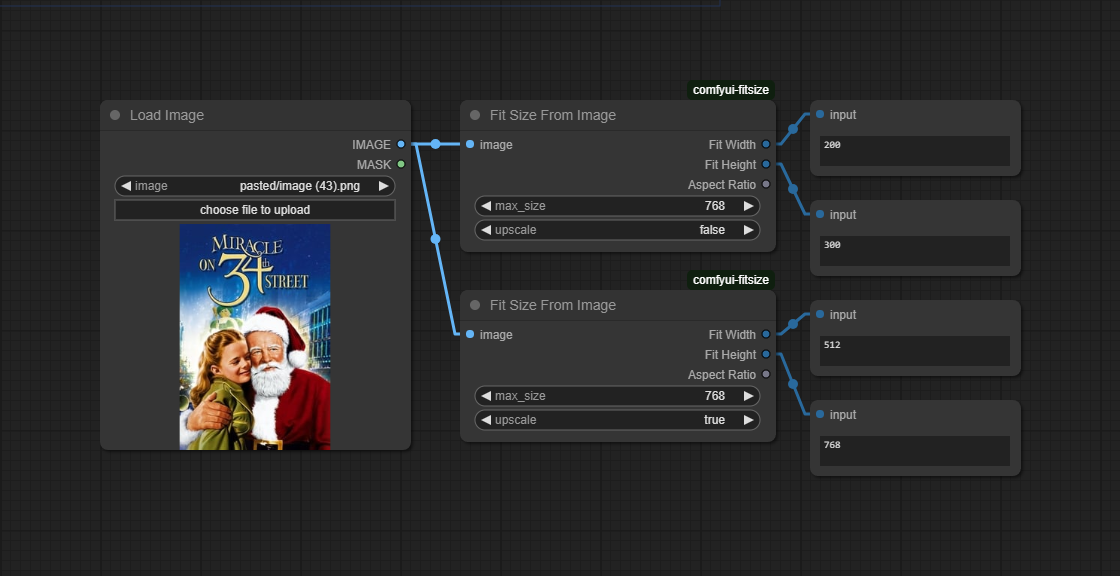 Load Image
IMAGE
MASK
image pasted/image (43).png
choose file to upload
MIRACLE
ON 34th STREET
comfyui-fitsize
Fit Size From Image
image Fit Width
Fit Height
Aspect Ratio
max_size 768
upscale false
input
200
input
300
comfyui-fitsize
Fit Size From Image
image Fit Width
Fit Height
Aspect Ratio
max_size 768
upscale true
input
512
input
768